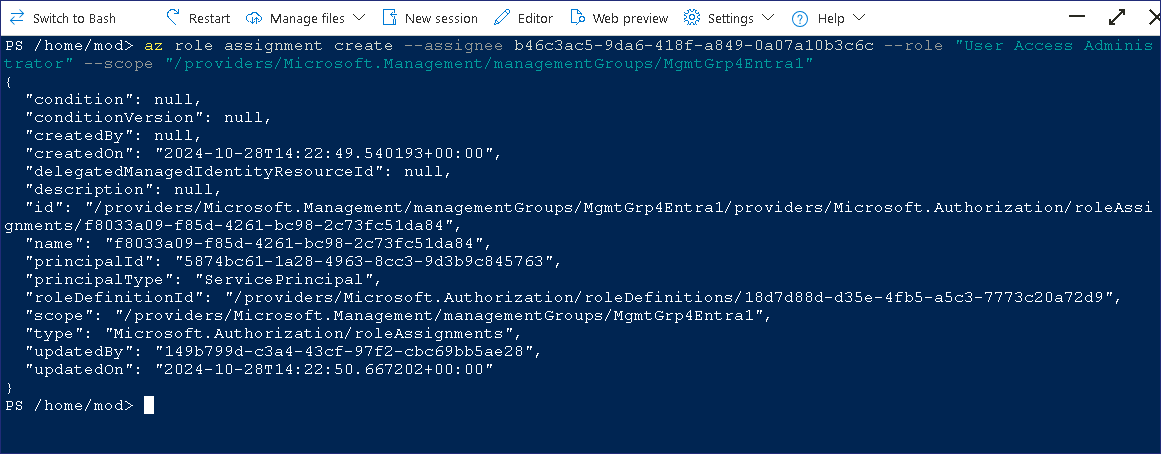 Switch to Bash Restart Manage files New session Editor Web preview Settings Help
PS /home/mod> az role assignment create --assignee b46c3ac5-9da6-418f-a849-0a07a10b3c6c --role "User Access Adminis
trator" --scope "/providers/Microsoft.Management/managementGroups/MgmtGrp4Entra1"
{
  "condition": null,
  "conditionVersion": null,
  "createdBy": null,
  "createdOn": "2024-10-28T14:22:49.540193+00:00",
  "delegatedManagedIdentityResourceId": null,
  "description": null,
  "id": "/providers/Microsoft.Management/managementGroups/MgmtGrp4Entra1/providers/Microsoft.Authorization/roleAssi
gnments/f8033a09-f85d-4261-bc98-2c73fc51da84",
  "name": "f8033a09-f85d-4261-bc98-2c73fc51da84",
  "principalId": "5874bc61-1a28-4963-8cc3-9d3b9c845763",
  "principalType": "ServicePrincipal",
  "roleDefinitionId": "/providers/Microsoft.Authorization/roleDefinitions/18d7d88d-d35e-4fb5-a5c3-7773c20a72d9",
  "scope": "/providers/Microsoft.Management/managementGroups/MgmtGrp4Entra1",
  "type": "Microsoft.Authorization/roleAssignments",
  "updatedBy": "149b799d-c3a4-43cf-97f2-cbc69bb5ae28",
  "updatedOn": "2024-10-28T14:22:50.667202+00:00"
}
PS /home/mod>